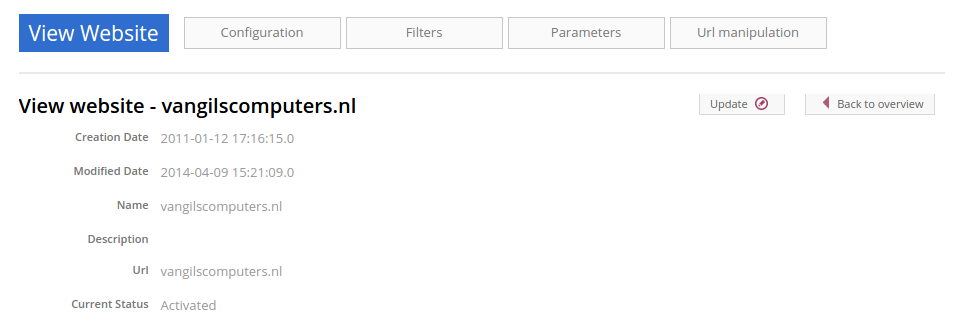 View Website Configuration Filters Parameters Url manipulation
View website - vangilscomputers.nl Update Back to overview
Creation Date 2011-01-12 17:16:15.0
Modified Date 2014-04-09 15:21:09.0
Name vangilscomputers.nl
Description
Url vangilscomputers.nl
Current Status Activated